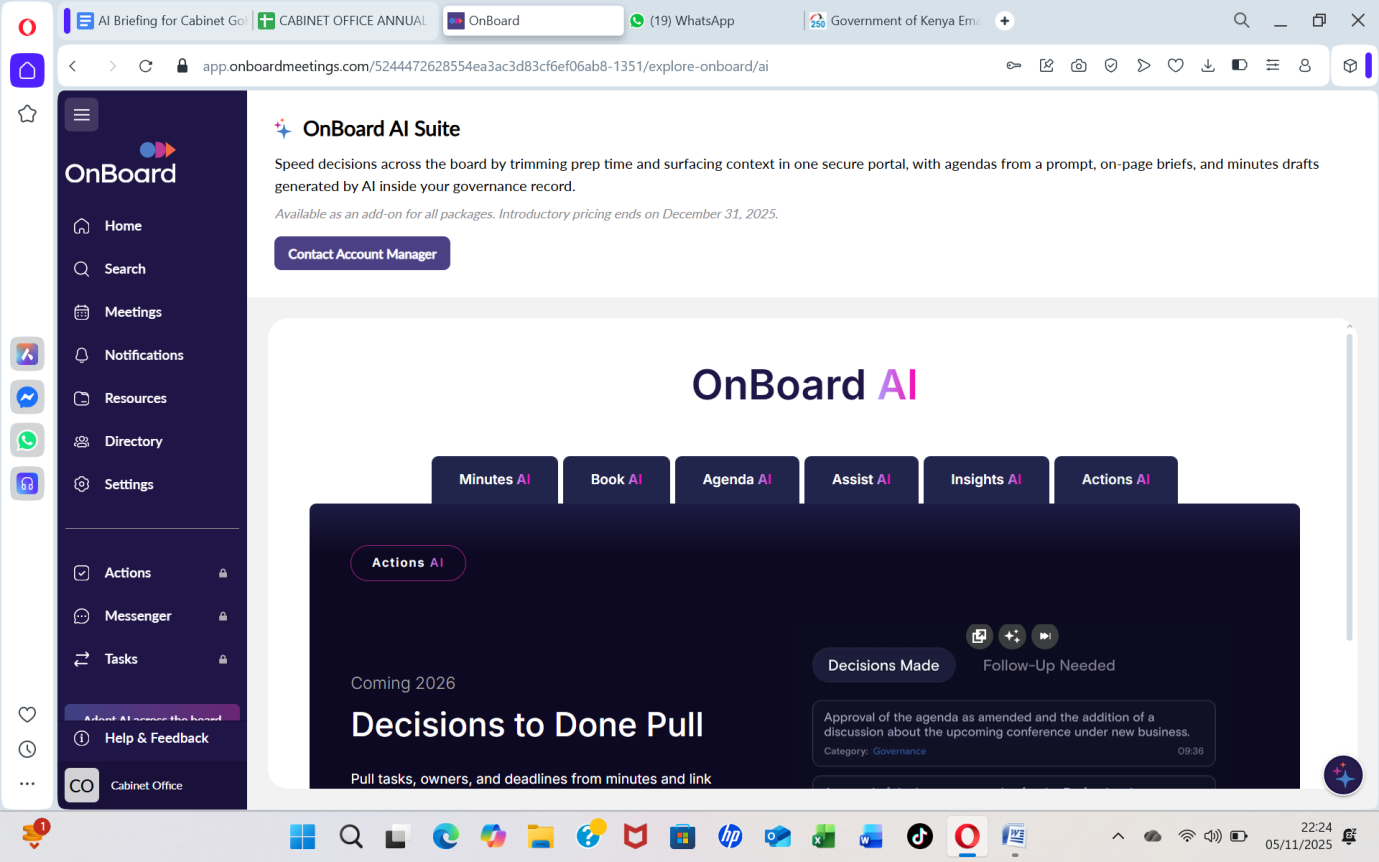 AI Briefing for Cabinet Go
CABINET OFFICE ANNUAL
OnBoard
(19) WhatsApp
250
Government of Kenya Ema
app.onboardmeetings.com/5244472628554ea3ac3d83cf6ef06ab8-1351/explore-onboard/ai
OnBoard
Home
Search
Meetings
Notifications
Resources
Directory
Settings
Actions
Messenger
Tasks
Adopt AI across the board
Help & Feedback
CO
Cabinet Office
OnBoard AI Suite
Speed decisions across the board by trimming prep time and surfacing context in one secure portal, with agendas from a prompt, on-page briefs, and minutes drafts
generated by AI inside your governance record.
Available as an add-on for all packages. Introductory pricing ends on December 31, 2025.
Contact Account Manager
OnBoard AI
Minutes AI
Book AI
Agenda AI
Assist AI
Insights AI
Actions AI
Actions AI
Coming 2026
Decisions to Done Pull
Pull tasks, owners, and deadlines from minutes and link
Decisions Made
Follow-Up Needed
Approval of the agenda as amended and the addition of a
discussion about the upcoming conference under new business.
Category: Governance
09:36
1
22:24
05/11/2025